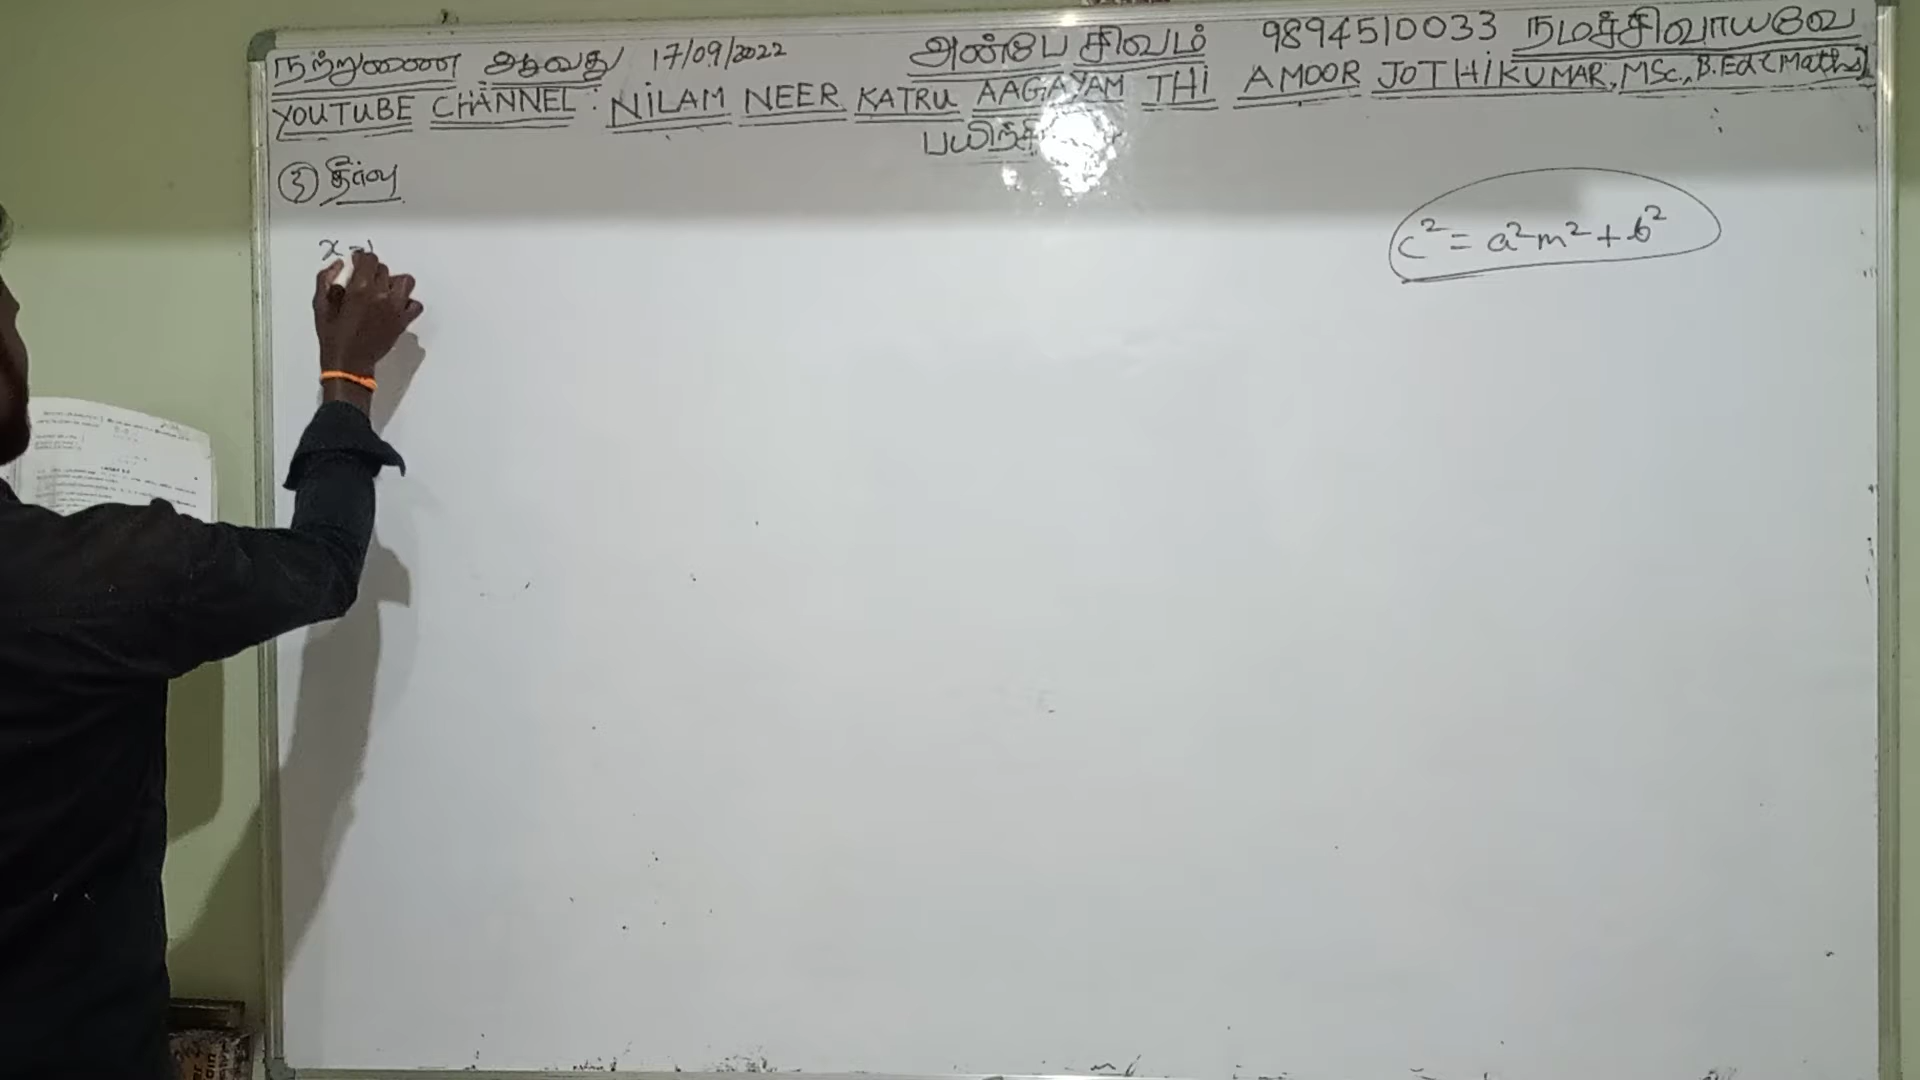 நற்றுணை ஆவது 17/09/2022 அன்பே சிவம் 9894510033 நமச்சிவாயவே
YOUTUBE CHANNEL : NILAM NEER KATRU AAGAYAM THI AMOOR JOTHIKUMAR, MSc., B.Ed (Maths)
③ தீர்வு
c² = a²m² + b²
x -